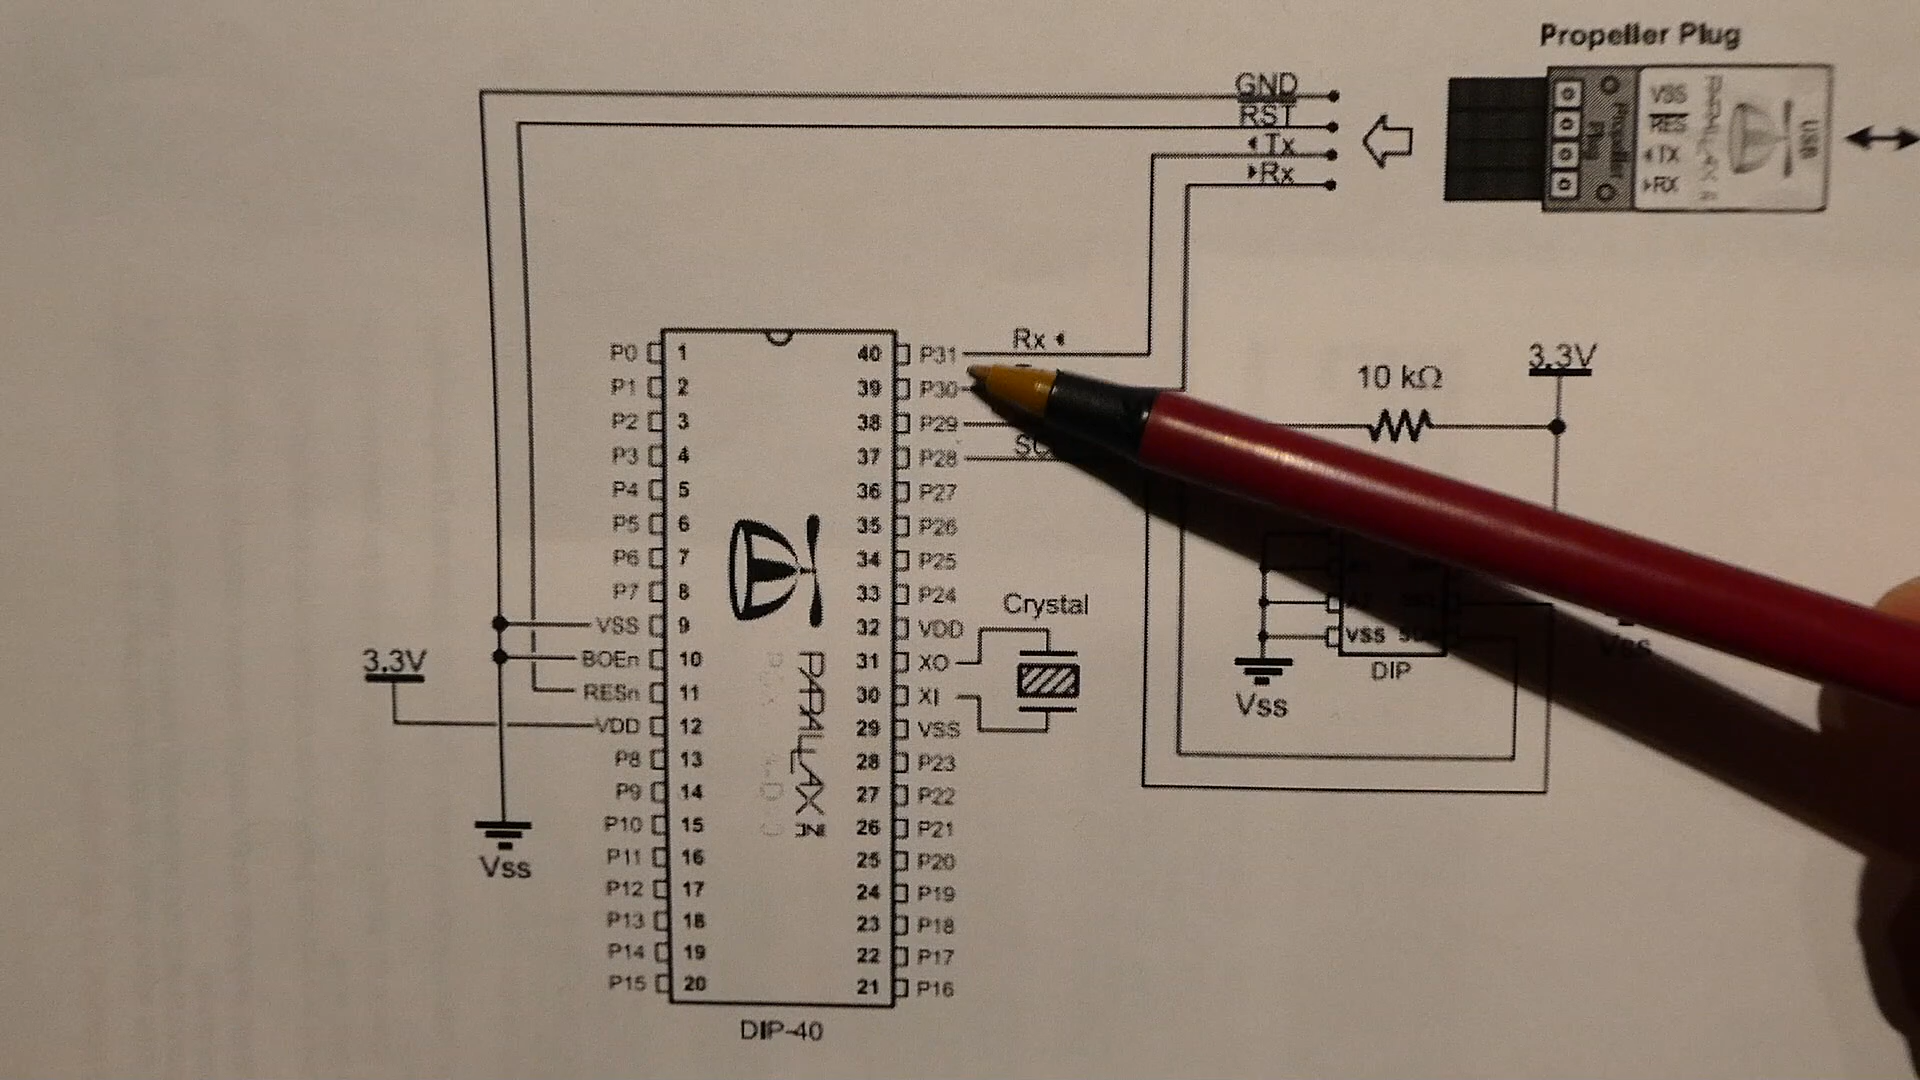 Propeller Plug
GND
RST
Tx
Rx
VSS
RES
TX
RX
Propeller
Plug
PARALLAX
USB
Rx
P0 1 40 P31
P1 2 39 P30
P2 3 38 P29
P3 4 37 P28
P4 5 36 P27
P5 6 35 P26
P6 7 34 P25
P7 8 33 P24
VSS 9 32 VDD
BOEn 10 31 XO
RESn 11 30 XI
VDD 12 29 VSS
P8 13 28 P23
P9 14 27 P22
P10 15 26 P21
P11 16 25 P20
P12 17 24 P19
P13 18 23 P18
P14 19 22 P17
P15 20 21 P16
PARALLAX
DIP-40
3.3V
Vss
Crystal
10 kΩ
3.3V
VSS
DIP
Vss
Vss